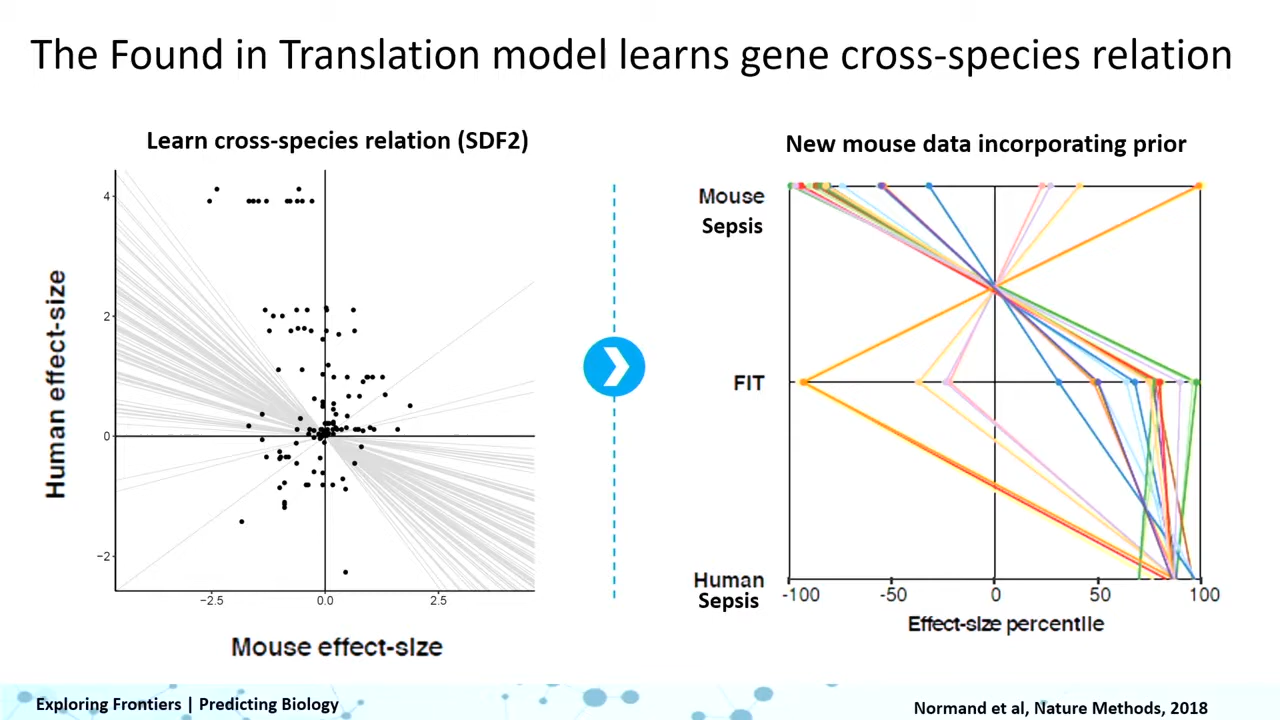 The Found in Translation model learns gene cross-species relation
Learn cross-species relation (SDF2)
4
2
0
−2
Human effect-size
−2.5
0.0
2.5
Mouse effect-size
❯
New mouse data incorporating prior
Mouse
Sepsis
FIT
Human
Sepsis
-100
-50
0
50
100
Effect-size percentile
Exploring Frontiers | Predicting Biology
Normand et al, Nature Methods, 2018